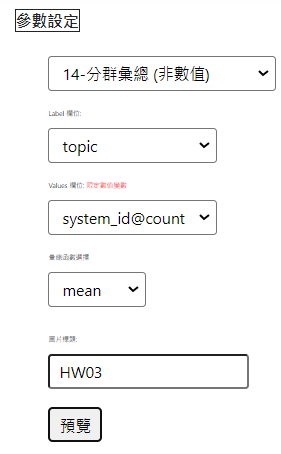 參數設定
14-分群彙總 (非數值)
Label 欄位:
topic
Values 欄位: 限定數值變數
system_id@count
彙總函數選擇
mean
圖片標題:
HW03
預覽